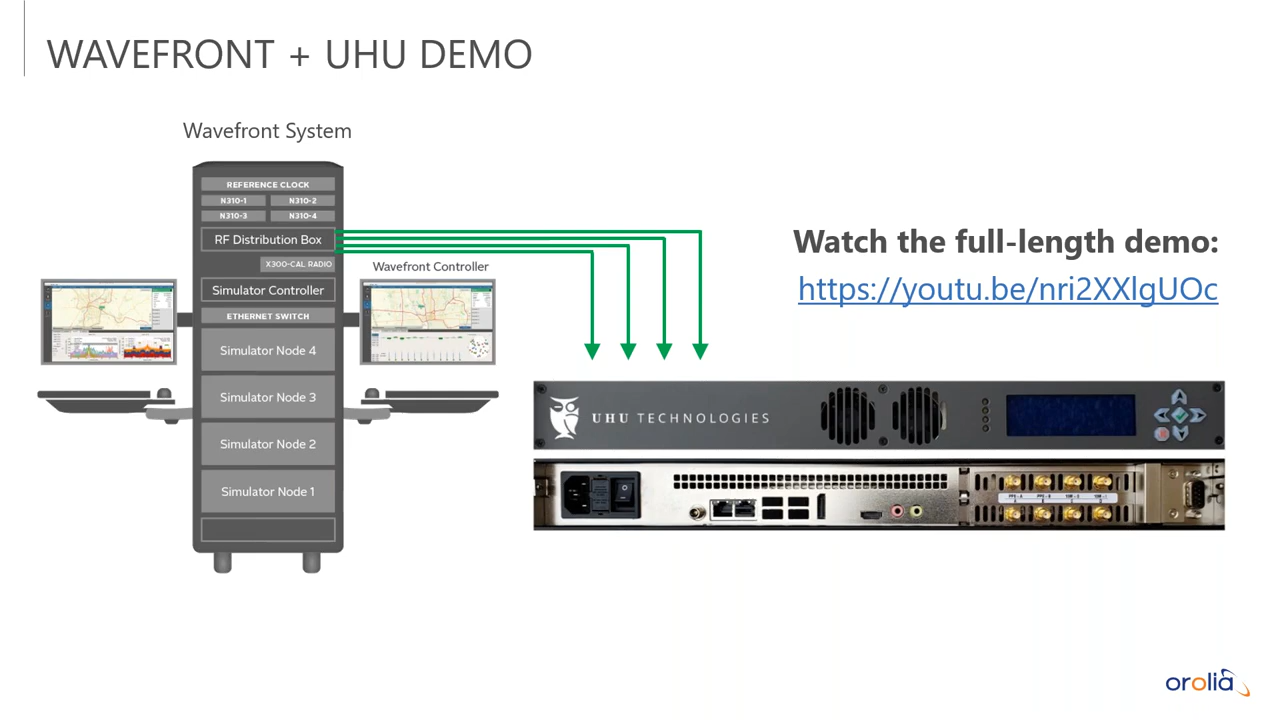 WAVEFRONT + UHU DEMO
Wavefront System
REFERENCE CLOCK
N310-1 N310-2
N310-3 N310-4
RF Distribution Box
X300-CAL RADIO
Simulator Controller
ETHERNET SWITCH
Simulator Node 4
Simulator Node 3
Simulator Node 2
Simulator Node 1
Wavefront Controller
Watch the full-length demo:
https://youtu.be/nri2XXlgUOc
UHU TECHNOLOGIES
orolia